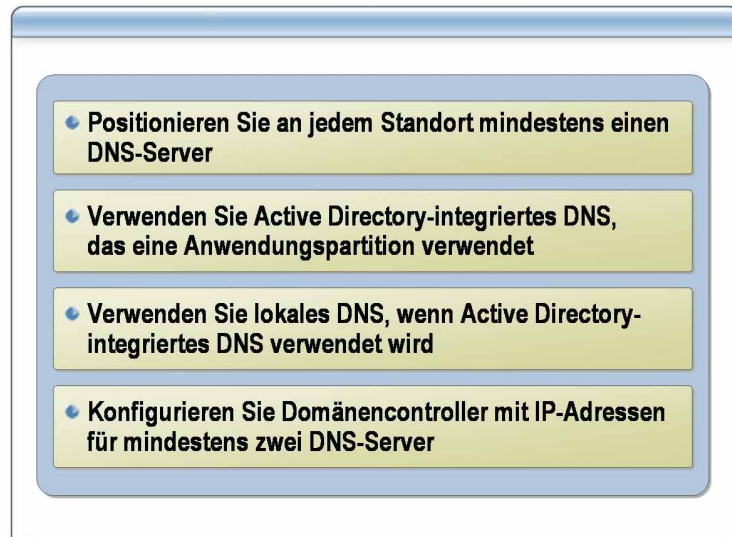 Positionieren Sie an jedem Standort mindestens einen
DNS-Server
Verwenden Sie Active Directory-integriertes DNS,
das eine Anwendungspartition verwendet
Verwenden Sie lokales DNS, wenn Active Directory-
integriertes DNS verwendet wird
Konfigurieren Sie Domänencontroller mit IP-Adressen
für mindestens zwei DNS-Server